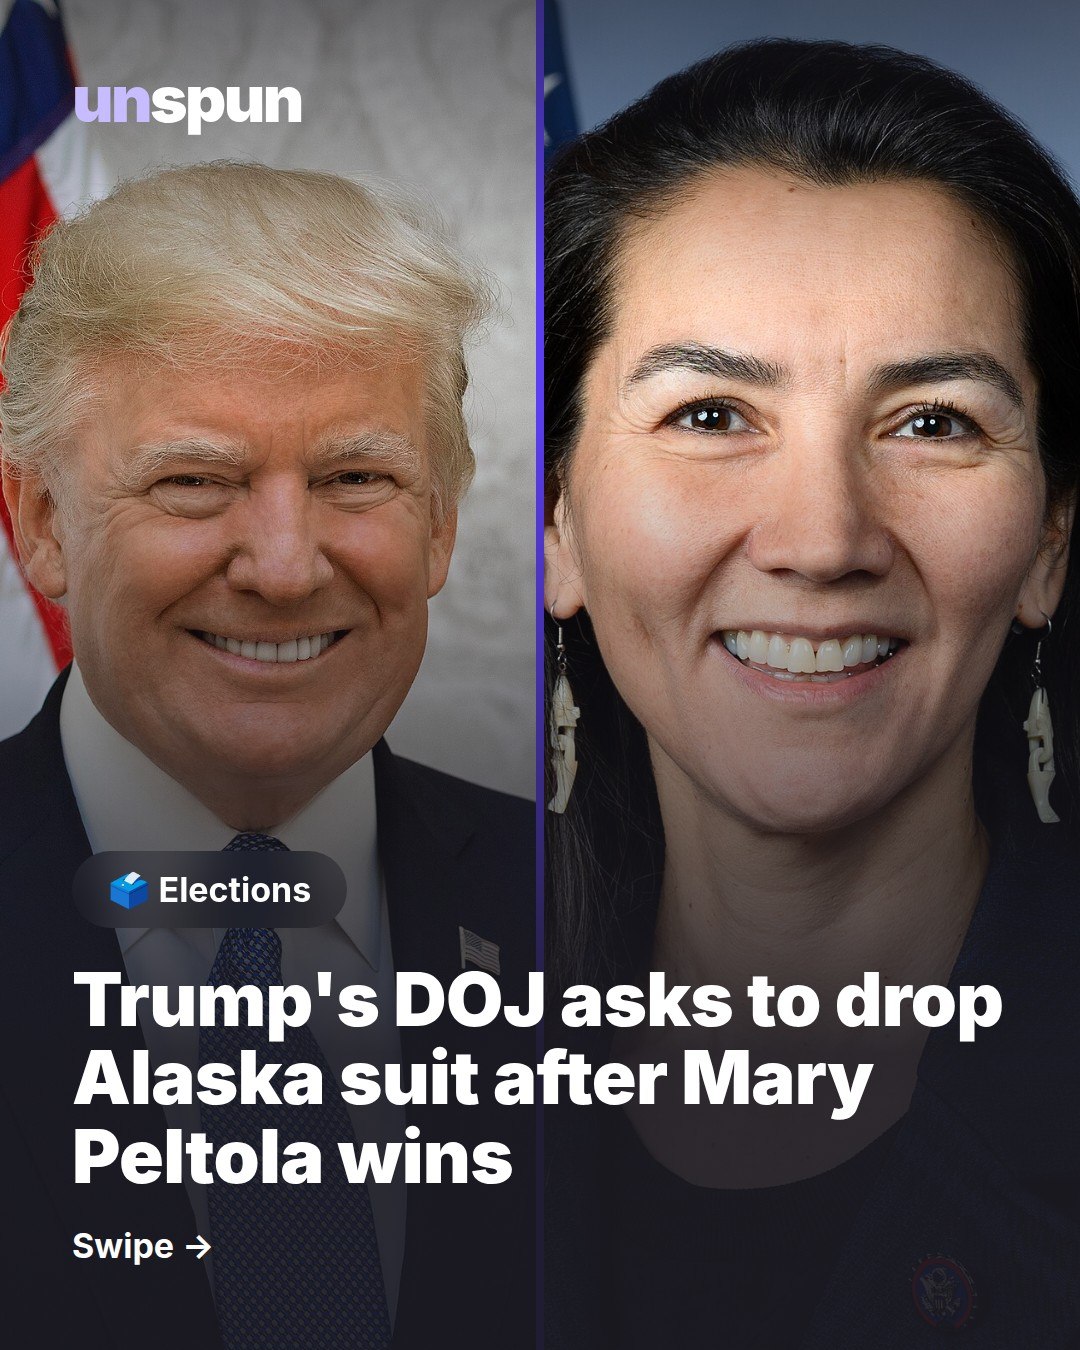 unspun
🗳️ Elections
Trump's DOJ asks to drop
Alaska suit after Mary
Peltola wins
Swipe →